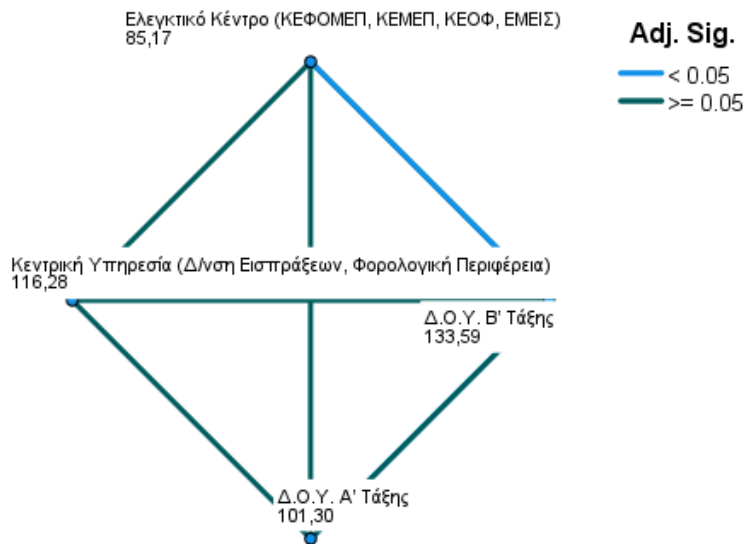 Ελεγκτικό Κέντρο (ΚΕΦΟΜΕΠ, ΚΕΜΕΠ, ΚΕΟΦ, ΕΜΕΙΣ)
85,17
Adj. Sig.
< 0.05
>= 0.05
Κεντρική Υπηρεσία (Δ/νση Εισπράξεων, Φορολογική Περιφέρεια)
116,28
Δ.Ο.Υ. Β' Τάξης
133,59
Δ.Ο.Υ. Α' Τάξης
101,30